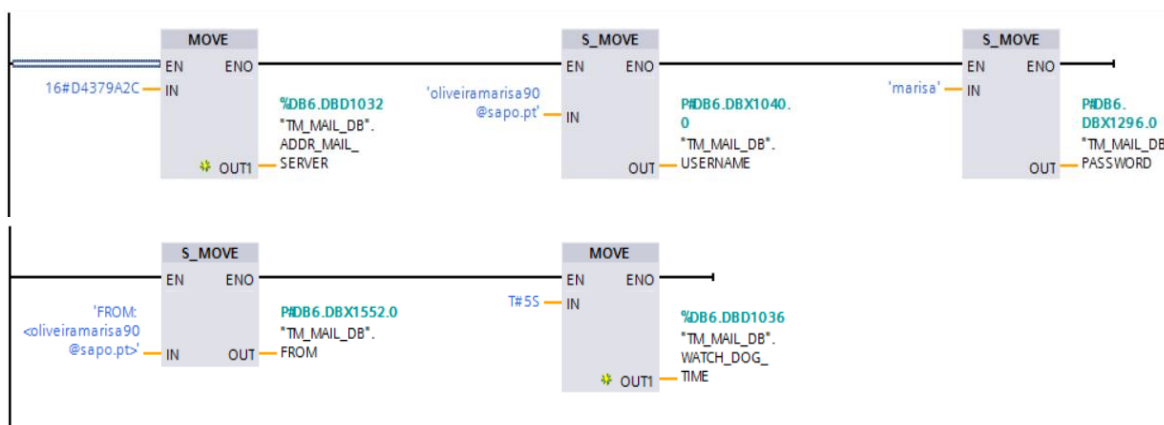 MOVE
EN ENO
16#D4379A2C IN
%DB6.DBD1032
"TM_MAIL_DB".
ADDR_MAIL_
OUT1 SERVER
S_MOVE
EN ENO
'oliveiramarisa90
@sapo.pt' IN
P#DB6.DBX1040.
0
"TM_MAIL_DB".
OUT USERNAME
S_MOVE
EN ENO
'marisa' IN
P#DB6.
DBX1296.0
"TM_MAIL_DB
OUT PASSWORD
S_MOVE
EN ENO
'FROM:
<oliveiramarisa90
@sapo.pt>' IN
P#DB6.DBX1552.0
"TM_MAIL_DB".
OUT FROM
MOVE
EN ENO
T#5S IN
%DB6.DBD1036
"TM_MAIL_DB".
WATCH_DOG_
OUT1 TIME